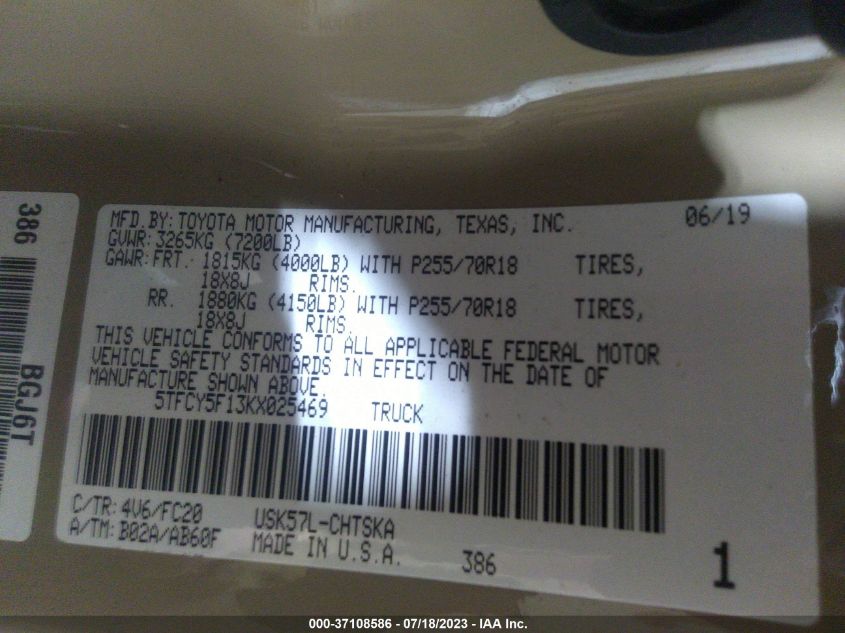 386
BGJ6T
MFD.BY:TOYOTA MOTOR MANUFACTURING, TEXAS, INC. 06/19
GVWR:3265KG (7200LB)
GAWR:FRT. 1815KG (4000LB) WITH P255/70R18 TIRES,
18X8J RIMS.
RR. 1880KG (4150LB) WITH P255/70R18 TIRES,
18X8J RIMS.
THIS VEHICLE CONFORMS TO ALL APPLICABLE FEDERAL MOTOR
VEHICLE SAFETY STANDARDS IN EFFECT ON THE DATE OF
MANUFACTURE SHOWN ABOVE.
5TFCY5F13KX025469 TRUCK
C/TR:4V6/FC20 USK57L-CHTSKA
A/TM:B02A/AB60F MADE IN U.S.A. 386 1
000-37108586 - 07/18/2023 - IAA Inc.